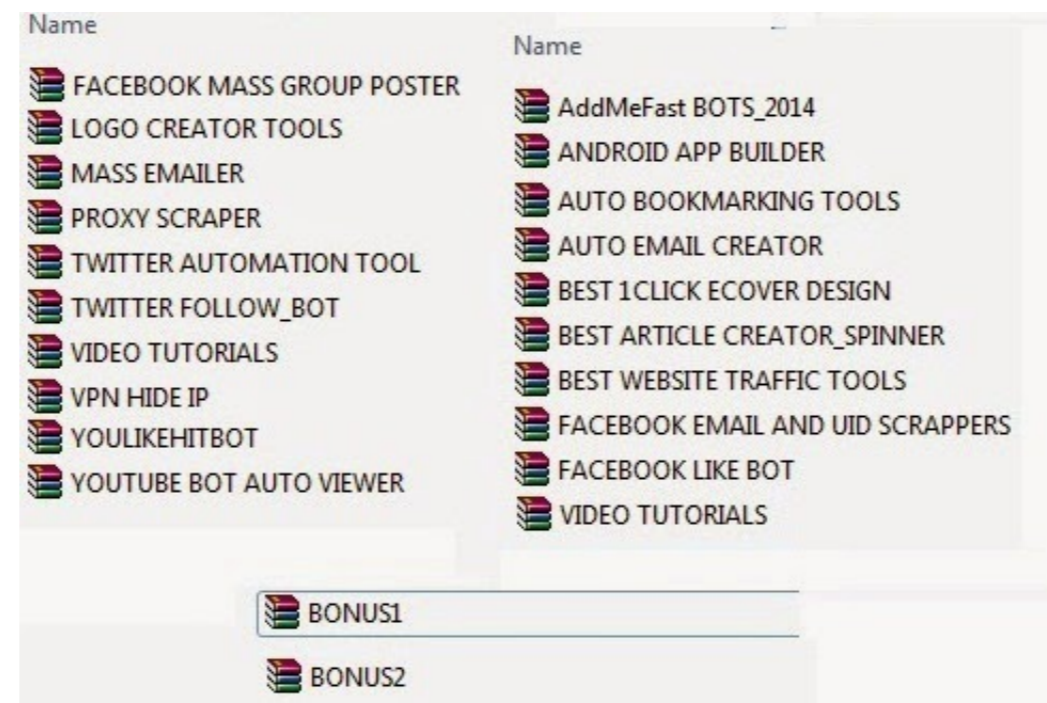 Name
FACEBOOK MASS GROUP POSTER
LOGO CREATOR TOOLS
MASS EMAILER
PROXY SCRAPER
TWITTER AUTOMATION TOOL
TWITTER FOLLOW_BOT
VIDEO TUTORIALS
VPN HIDE IP
YOULIKEHITBOT
YOUTUBE BOT AUTO VIEWER
Name
AddMeFast BOTS_2014
ANDROID APP BUILDER
AUTO BOOKMARKING TOOLS
AUTO EMAIL CREATOR
BEST 1CLICK ECOVER DESIGN
BEST ARTICLE CREATOR_SPINNER
BEST WEBSITE TRAFFIC TOOLS
FACEBOOK EMAIL AND UID SCRAPPERS
FACEBOOK LIKE BOT
VIDEO TUTORIALS
BONUS1
BONUS2